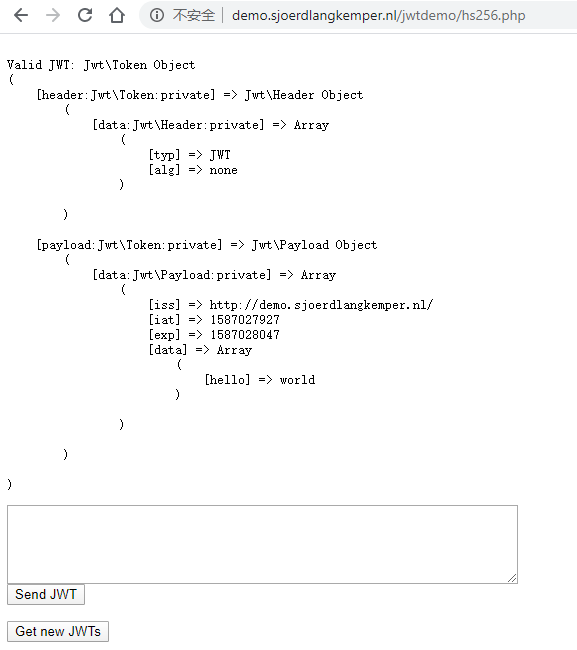 不安全 demo.sjoerdlangkemper.nl/jwtdemo/hs256.php
Valid JWT: Jwt\Token Object
(
[header:Jwt\Token:private] => Jwt\Header Object
(
[data:Jwt\Header:private] => Array
(
[typ] => JWT
[alg] => none
)
)
[payload:Jwt\Token:private] => Jwt\Payload Object
(
[data:Jwt\Payload:private] => Array
(
[iss] => http://demo.sjoerdlangkemper.nl/
[iat] => 1587027927
[exp] => 1587028047
[data] => Array
(
[hello] => world
)
)
)
)
Send JWT
Get new JWTs